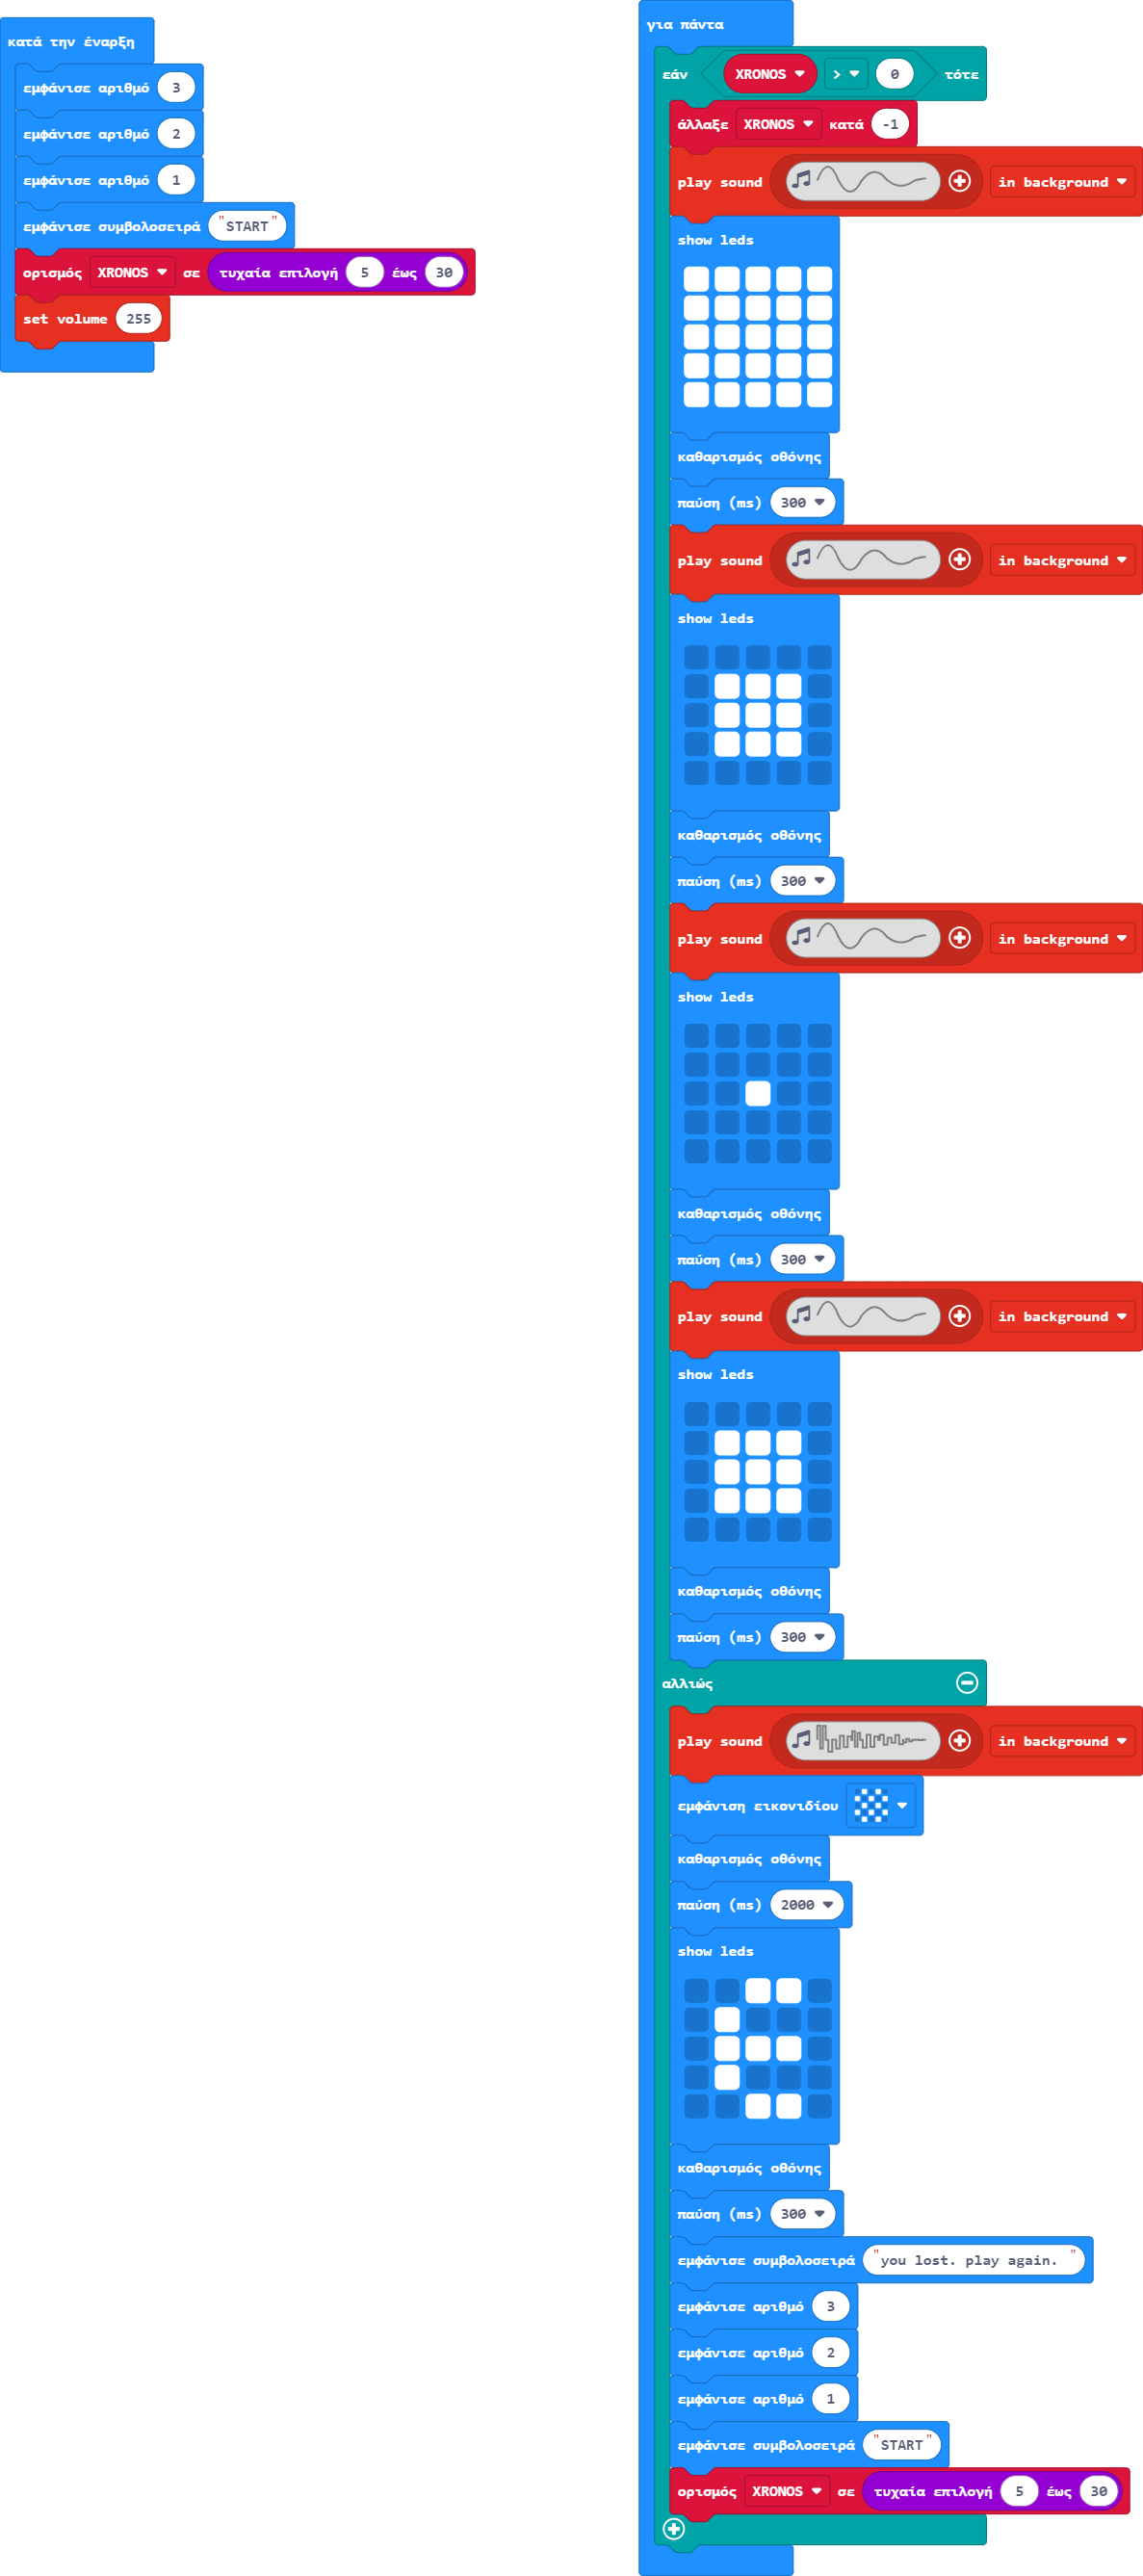 κατά την έναρξη
εμφάνισε αριθμό 3
εμφάνισε αριθμό 2
εμφάνισε αριθμό 1
εμφάνισε συμβολοσειρά "START"
ορισμός XRONOS σε τυχαία επιλογή 5 έως 30
set volume 255
για πάντα
εάν XRONOS > 0 τότε
άλλαξε XRONOS κατά -1
play sound in background
show leds
καθαρισμός οθόνης
παύση (ms) 300
play sound in background
show leds
καθαρισμός οθόνης
παύση (ms) 300
play sound in background
show leds
καθαρισμός οθόνης
παύση (ms) 300
play sound in background
show leds
καθαρισμός οθόνης
παύση (ms) 300
αλλιώς
play sound in background
εμφάνιση εικονιδίου
καθαρισμός οθόνης
παύση (ms) 2000
show leds
καθαρισμός οθόνης
παύση (ms) 300
εμφάνισε συμβολοσειρά "you lost. play again. "
εμφάνισε αριθμό 3
εμφάνισε αριθμό 2
εμφάνισε αριθμό 1
εμφάνισε συμβολοσειρά "START"
ορισμός XRONOS σε τυχαία επιλογή 5 έως 30